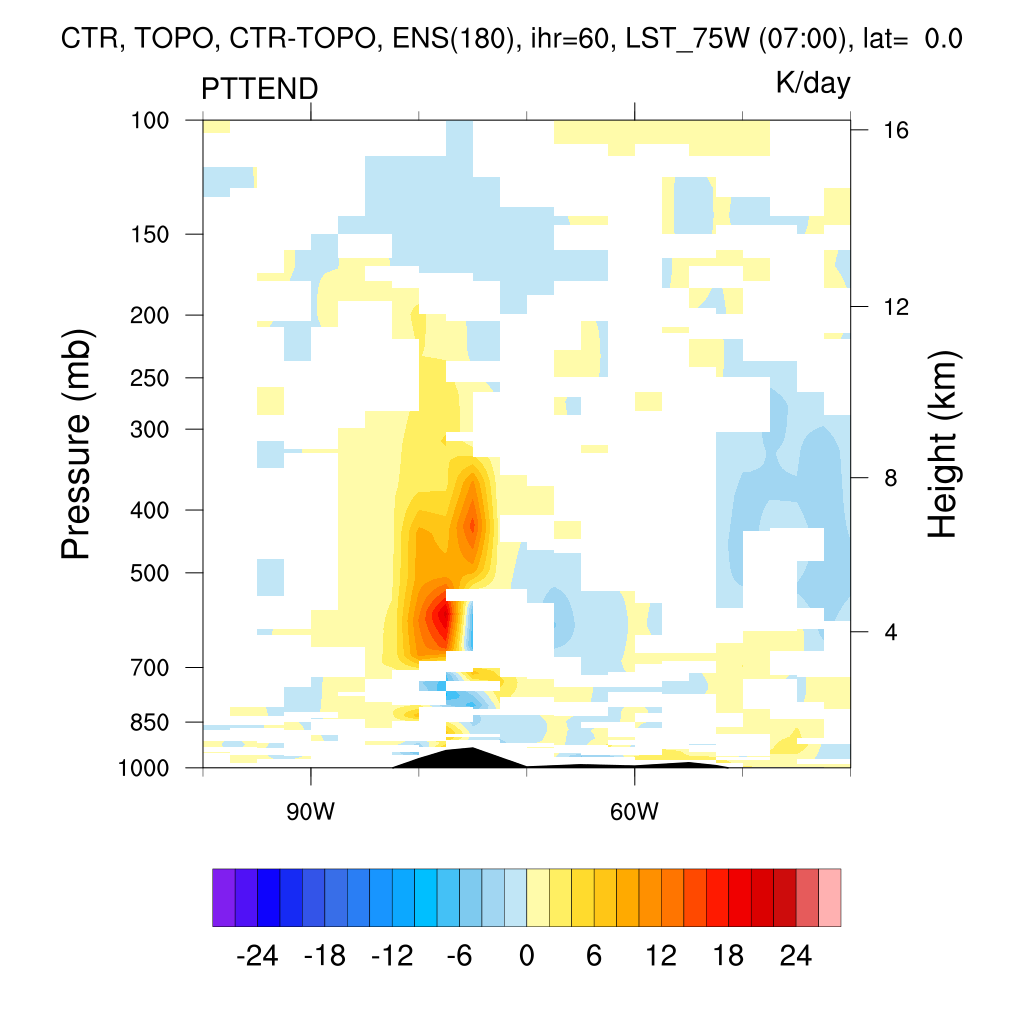 CTR, TOPO, CTR-TOPO, ENS(180), ihr=60, LST_75W (07:00), lat= 0.0
PTTEND K/day
100
150
200
250
300
400
500
700
850
1000
Pressure (mb)
16
12
8
4
Height (km)
90W 60W
-24 -18 -12 -6 0 6 12 18 24